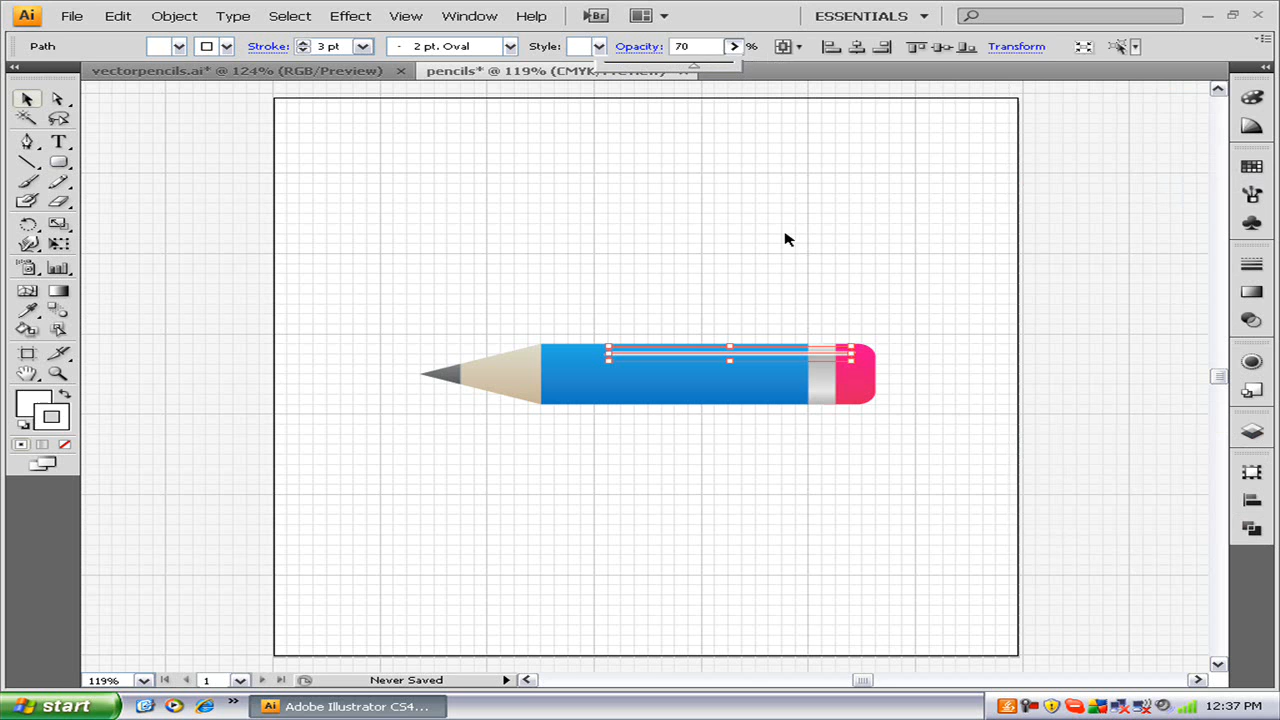 Ai File Edit Object Type Select Effect View Window Help Br ESSENTIALS
Path Stroke: 3 pt 2 pt. Oval Style: Opacity: 70 % Transform
vectorpencils.ai* @ 124% (RGB/Preview) × pencils* @ 119% (CMYK/Preview) ×
T
119% 1 Never Saved
start Ai Adobe Illustrator CS4... 12:37 PM